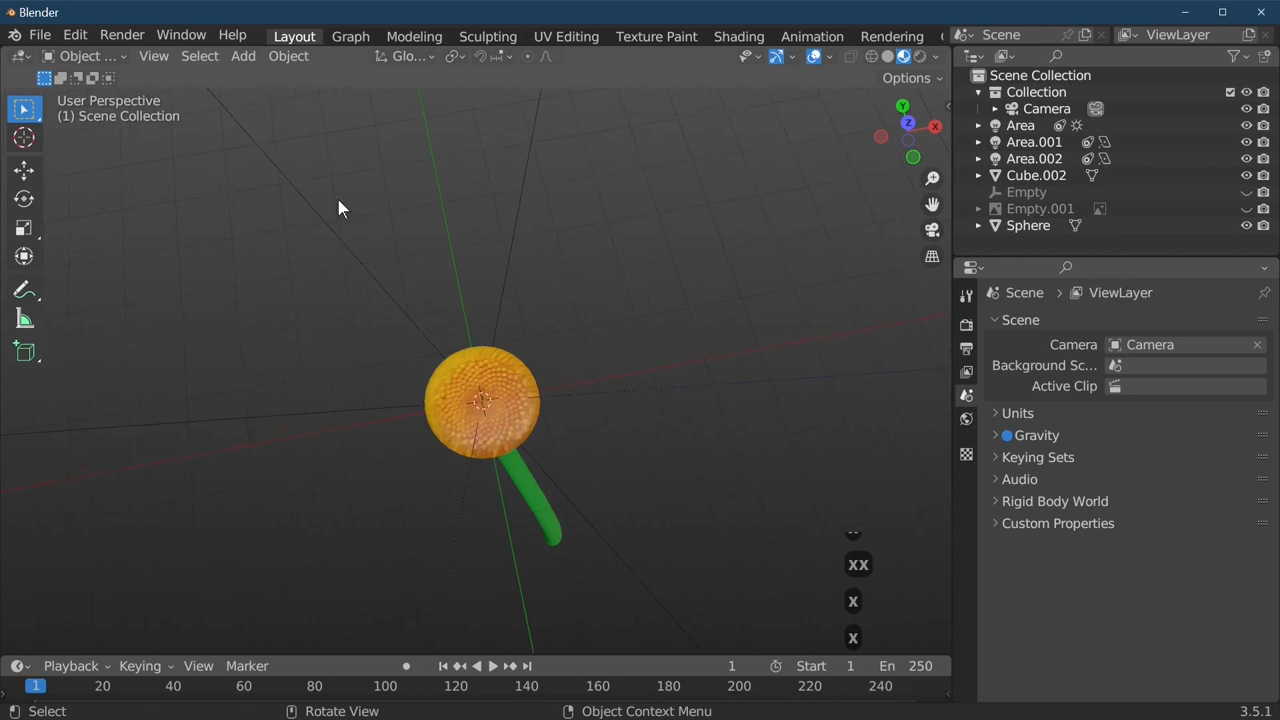 Blender
File Edit Render Window Help Layout Graph Modeling Sculpting UV Editing Texture Paint Shading Animation Rendering Scene ViewLayer
Object ... View Select Add Object Glo...
Options
User Perspective
(1) Scene Collection
Y
Z
X
Scene Collection
Collection
Camera
Area
Area.001
Area.002
Cube.002
Empty
Empty.001
Sphere
Scene > ViewLayer
Scene
Camera Camera
Background Sc...
Active Clip
Units
Gravity
Keying Sets
Audio
Rigid Body World
Custom Properties
XX
X
X
Playback Keying View Marker 1 Start 1 En 250
1 20 40 60 80 100 120 140 160 180 200 220 240
Select Rotate View Object Context Menu 3.5.1